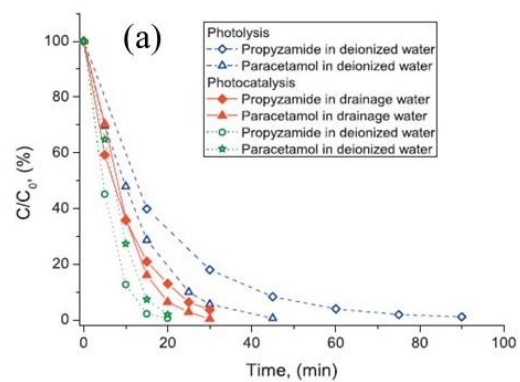 (a)
Photolysis
Propyzamide in deionized water
Paracetamol in deionized water
Photocatalysis
Propyzamide in drainage water
Paracetamol in drainage water
Propyzamide in deionized water
Paracetamol in deionized water
C/C₀, (%)
100
80
60
40
20
0
0 20 40 60 80 100
Time, (min)